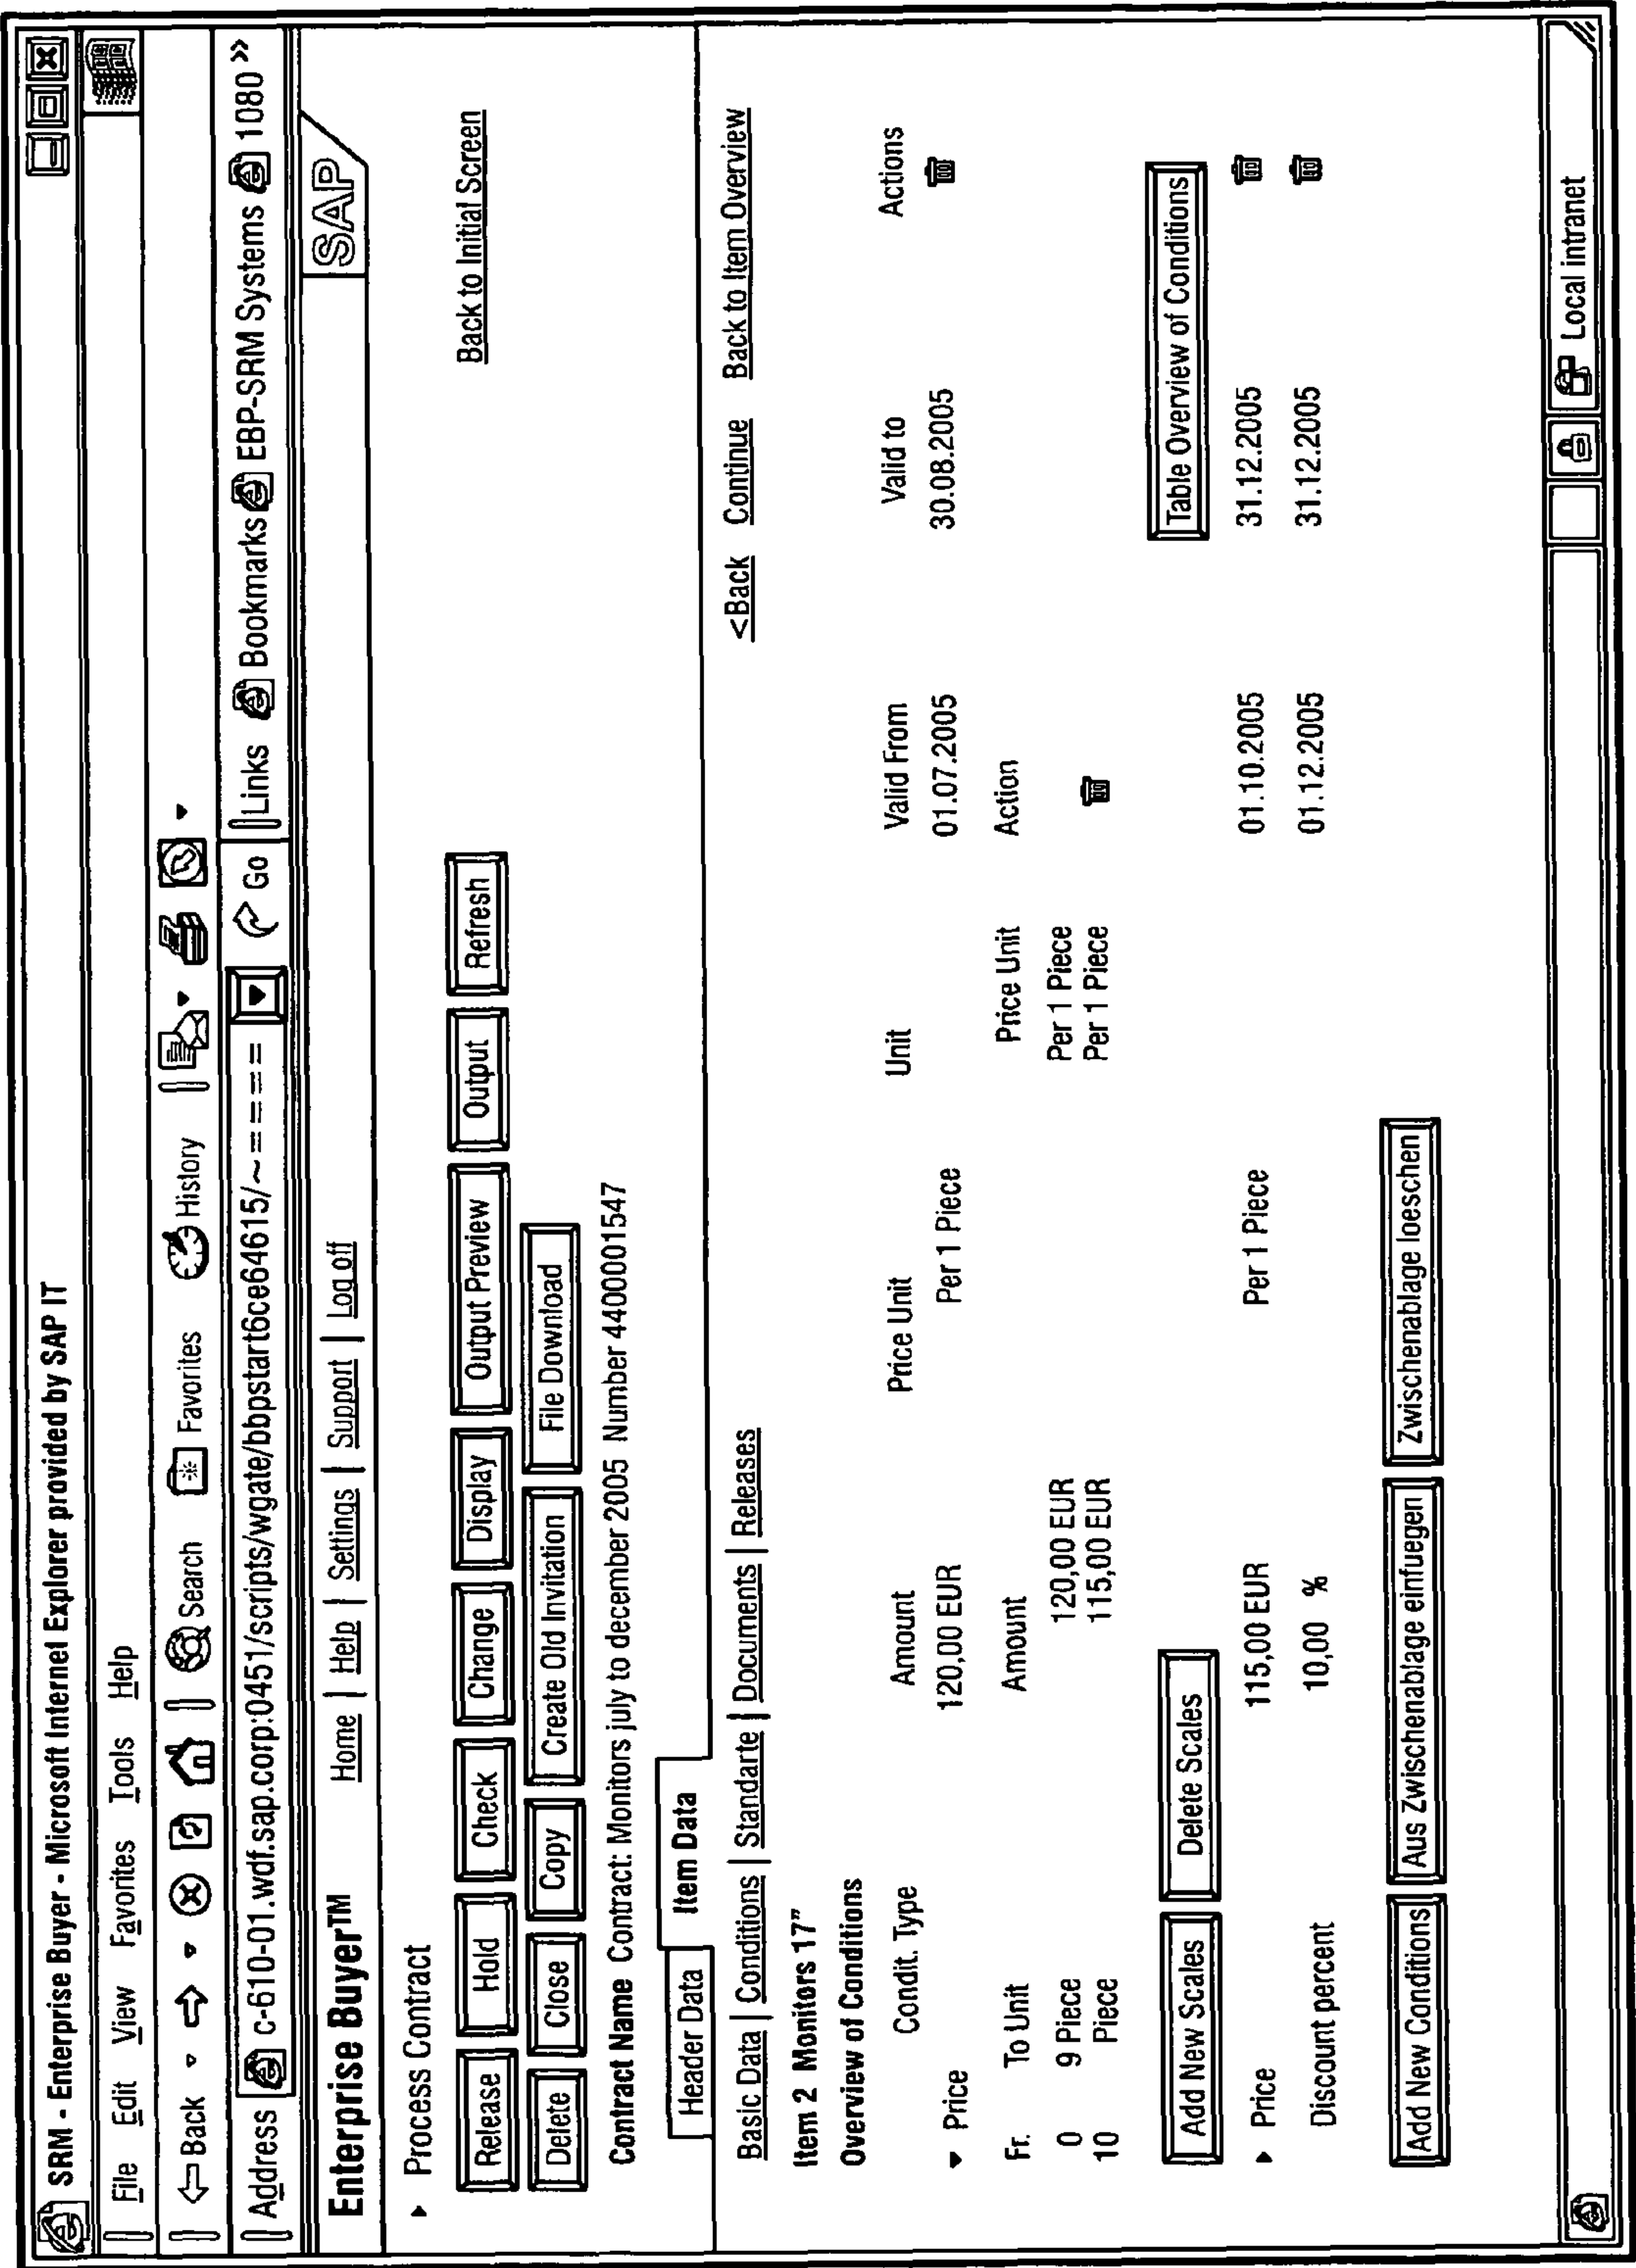 SRM - Enterprise Buyer - Microsoft Internel Explorer provided by SAP IT
File Edit View Favorites Tools Help
Back Search Favorites History
Address c-610-01.wdf.sap.corp:0451/scripts/wgate/bbpstart6ce64615/~==== Go Links Bookmarks EBP-SRM Systems 1080 »
Enterprise Buyer™ Home | Help | Settings | Support | Log off SAP
Process Contract
Release Hold Check Change Display Output Preview Output Refresh Back to Initial Screen
Delete Close Copy Create Old Invitation File Download
Contract Name Contract: Monitors july to december 2005 Number 4400001547
Header Data Item Data
Basic Data | Conditions | Standarte | Documents | Releases <Back Continue Back to Item Overview
Item 2 Monitors 17"
Overview of Conditions
Condit. Type Amount Price Unit Unit Valid From Valid to Actions
Price 120,00 EUR Per 1 Piece 01.07.2005 30.08.2005
Fr. To Unit Amount Price Unit Action
0 9 Piece 120,00 EUR Per 1 Piece
10 Piece 115,00 EUR Per 1 Piece
Add New Scales Delete Scales Table Overview of Conditions
Price 115,00 EUR Per 1 Piece 01.10.2005 31.12.2005
Discount percent 10,00 % 01.12.2005 31.12.2005
Add New Conditions Aus Zwischenablage einfuegen Zwischenablage loeschen
Local intranet